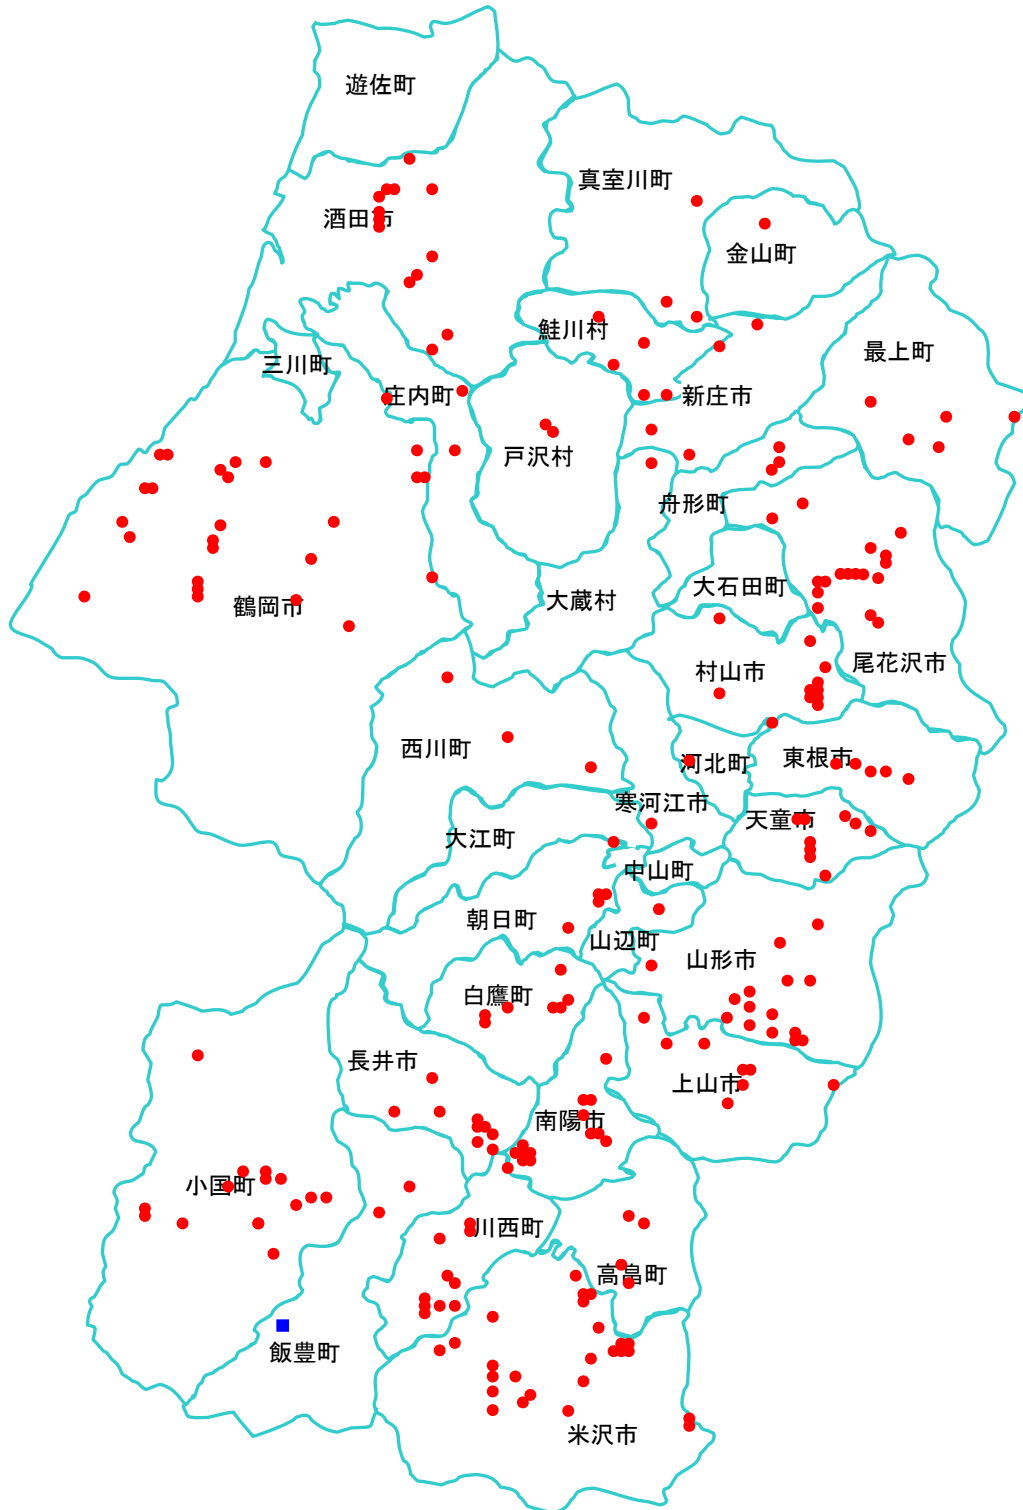 遊佐町
真室川町
酒田市
金山町
鮭川村
最上町
三川町
庄内町
新庄市
戸沢村
舟形町
大石田町
大蔵村
鶴岡市
尾花沢市
村山市
西川町
東根市
河北町
寒河江市
天童市
大江町
中山町
朝日町
山辺町
山形市
白鷹町
長井市
上山市
南陽市
小国町
川西町
高畠町
飯豊町
米沢市